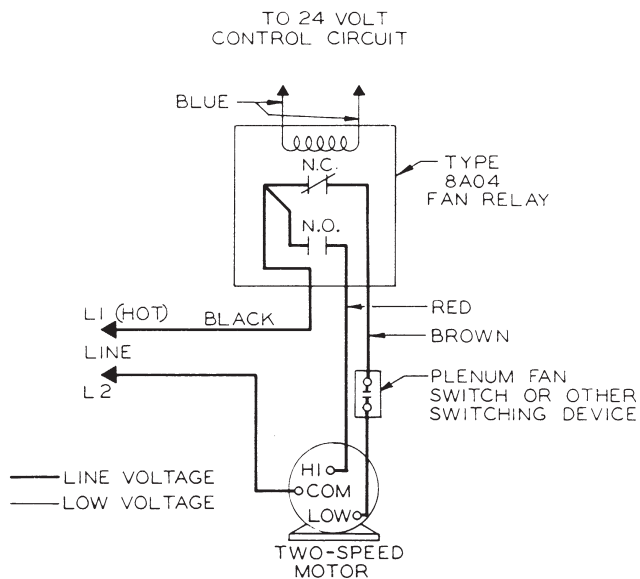 TO 24 VOLT
CONTROL CIRCUIT
BLUE
N.C.
TYPE
8A04
FAN RELAY
N.O.
L1 (HOT)
BLACK
RED
BROWN
LINE
L2
PLENUM FAN
SWITCH OR OTHER
SWITCHING DEVICE
HI
COM
LOW
LINE VOLTAGE
LOW VOLTAGE
TWO-SPEED
MOTOR